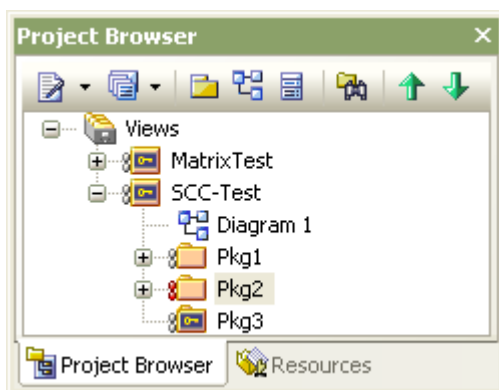 Project Browser
Views
MatrixTest
SCC-Test
Diagram 1
Pkg1
Pkg2
Pkg3
Project Browser Resources